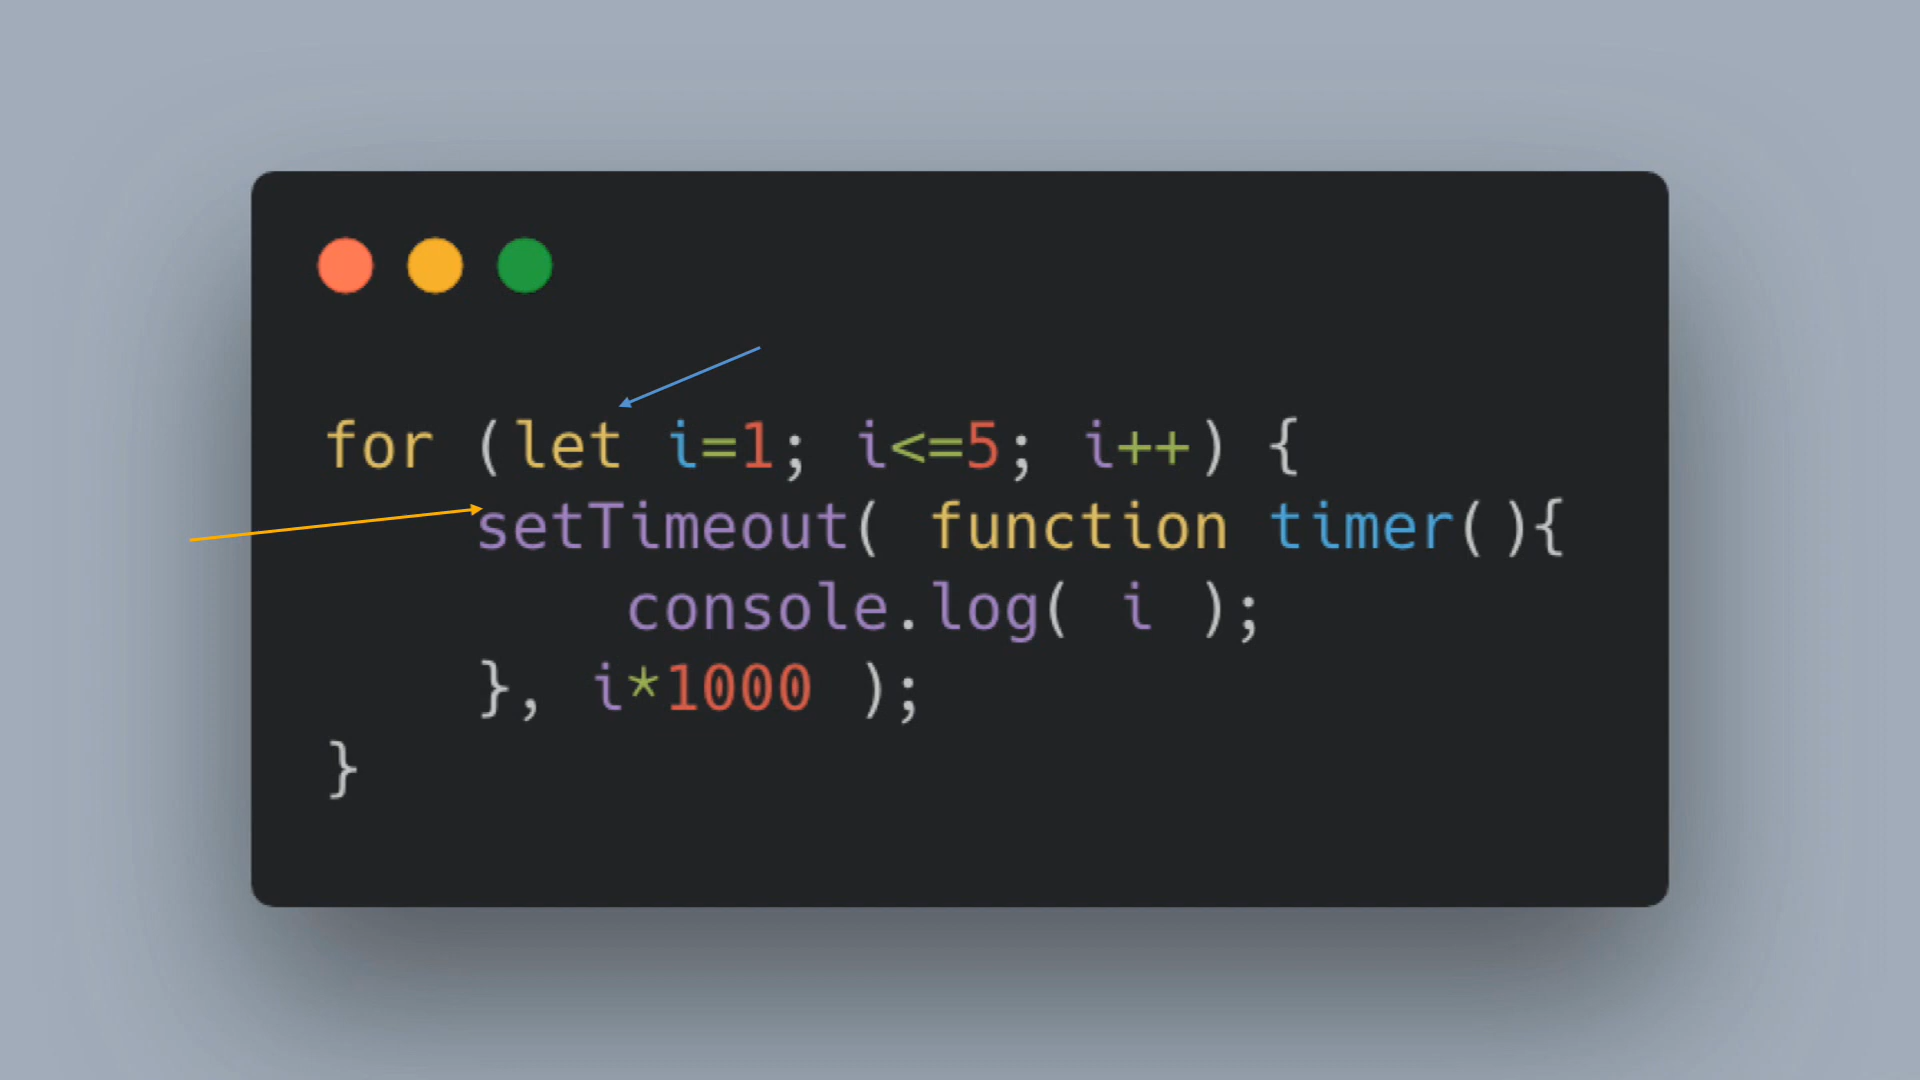 for (let i=1; i<=5; i++) {
    setTimeout( function timer(){
        console.log( i );
    }, i*1000 );
}